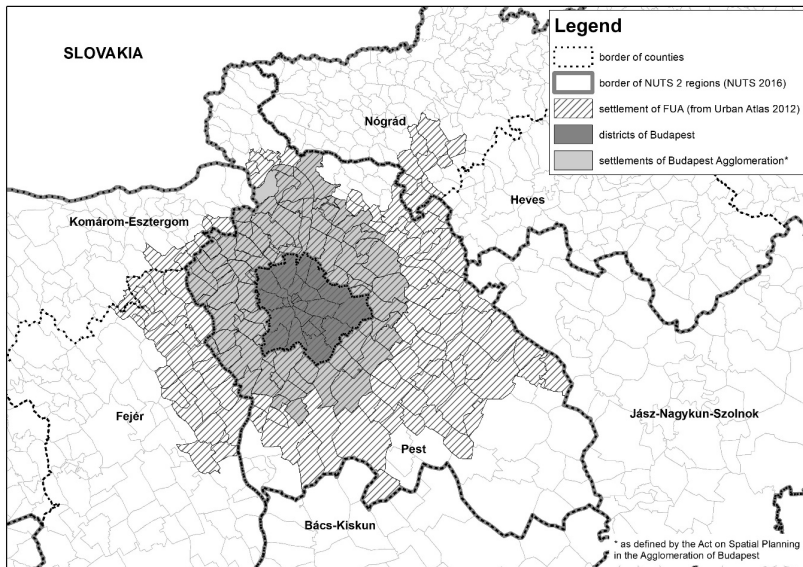 SLOVAKIA
Legend
border of counties
border of NUTS 2 regions (NUTS 2016)
settlement of FUA (from Urban Atlas 2012)
districts of Budapest
settlements of Budapest Agglomeration*
Nógrád
Heves
Komárom-Esztergom
Fejér
Jász-Nagykun-Szolnok
Pest
Bács-Kiskun
* as defined by the Act on Spatial Planning
in the Agglomeration of Budapest